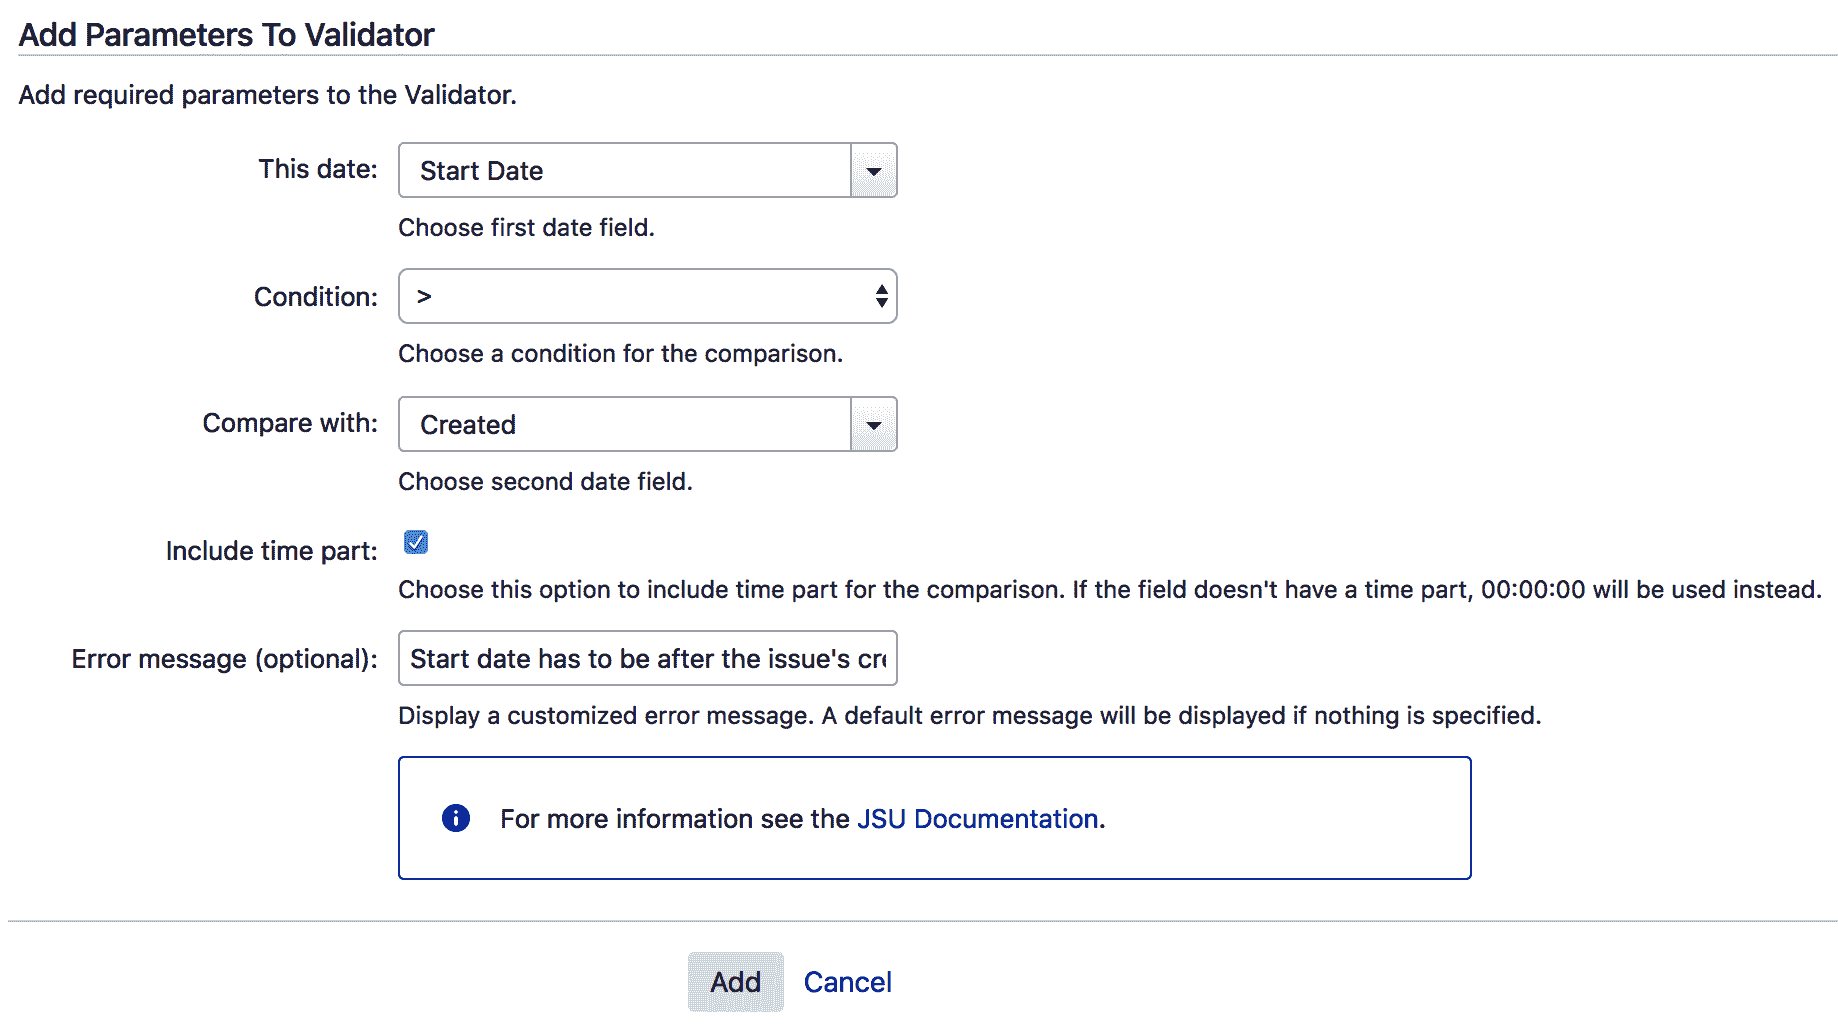 Add Parameters To Validator
Add required parameters to the Validator.
This date: Start Date
Choose first date field.
Condition: >
Choose a condition for the comparison.
Compare with: Created
Choose second date field.
Include time part:
Choose this option to include time part for the comparison. If the field doesn't have a time part, 00:00:00 will be used instead.
Error message (optional): Start date has to be after the issue's
Display a customized error message. A default error message will be displayed if nothing is specified.
For more information see the JSU Documentation.
Add Cancel